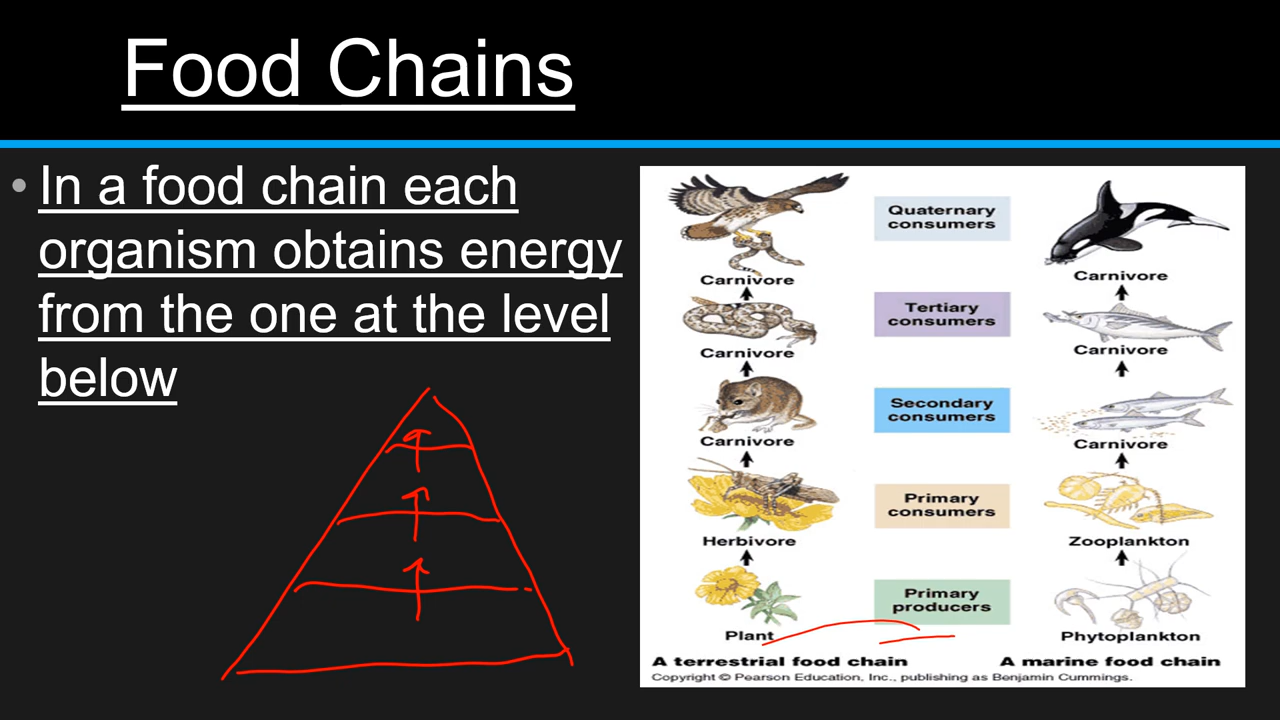 Food Chains
• In a food chain each
organism obtains energy
from the one at the level
below
Quaternary
consumers
Carnivore
Carnivore
Tertiary
consumers
Carnivore
Carnivore
Secondary
consumers
Carnivore
Carnivore
Primary
consumers
Herbivore
Zooplankton
Primary
producers
Plant
Phytoplankton
A terrestrial food chain
A marine food chain
Copyright © Pearson Education, Inc., publishing as Benjamin Cummings.